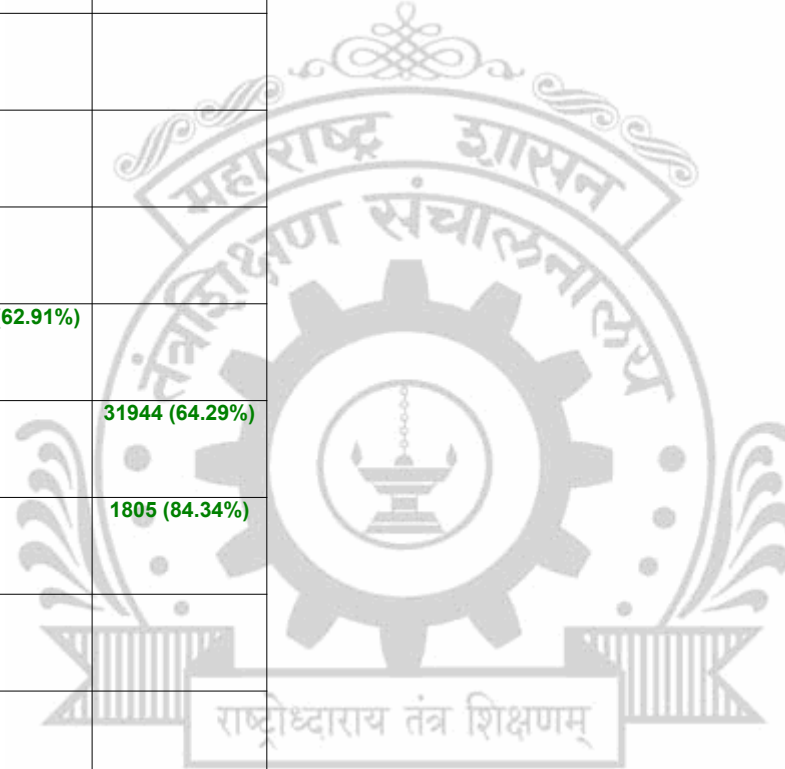 महाराष्ट्र शासन
तंत्रशिक्षण संचालनालय
62.91%)
31944 (64.29%)
1805 (84.34%)
राष्ट्रोध्दाराय तंत्र शिक्षणम्